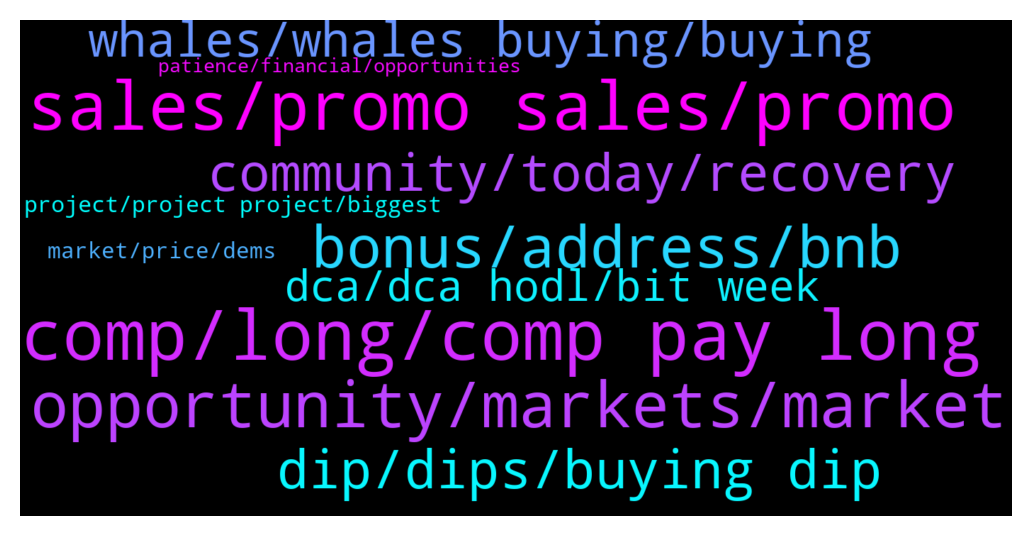 whales/whales buying/buying
patience/financial/opportunities
sales/promo sales/promo
community/today/recovery
project/project project/biggest
market/price/dems
bonus/address/bnb
dca/dca hodl/bit week
comp/long/comp pay long
opportunity/markets/market
dip/dips/buying dip